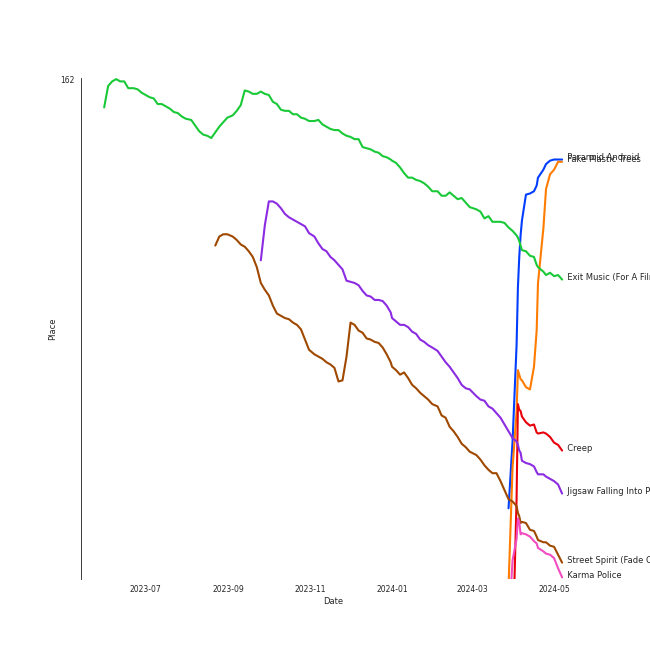 162
Paranoid Android
Fake Plastic Trees
Exit Music (For A Fil
Creep
Jigsaw Falling Into P
Street Spirit (Fade O
Karma Police
Place
2023-07
2023-09
2023-11
2024-01
2024-03
2024-05
Date